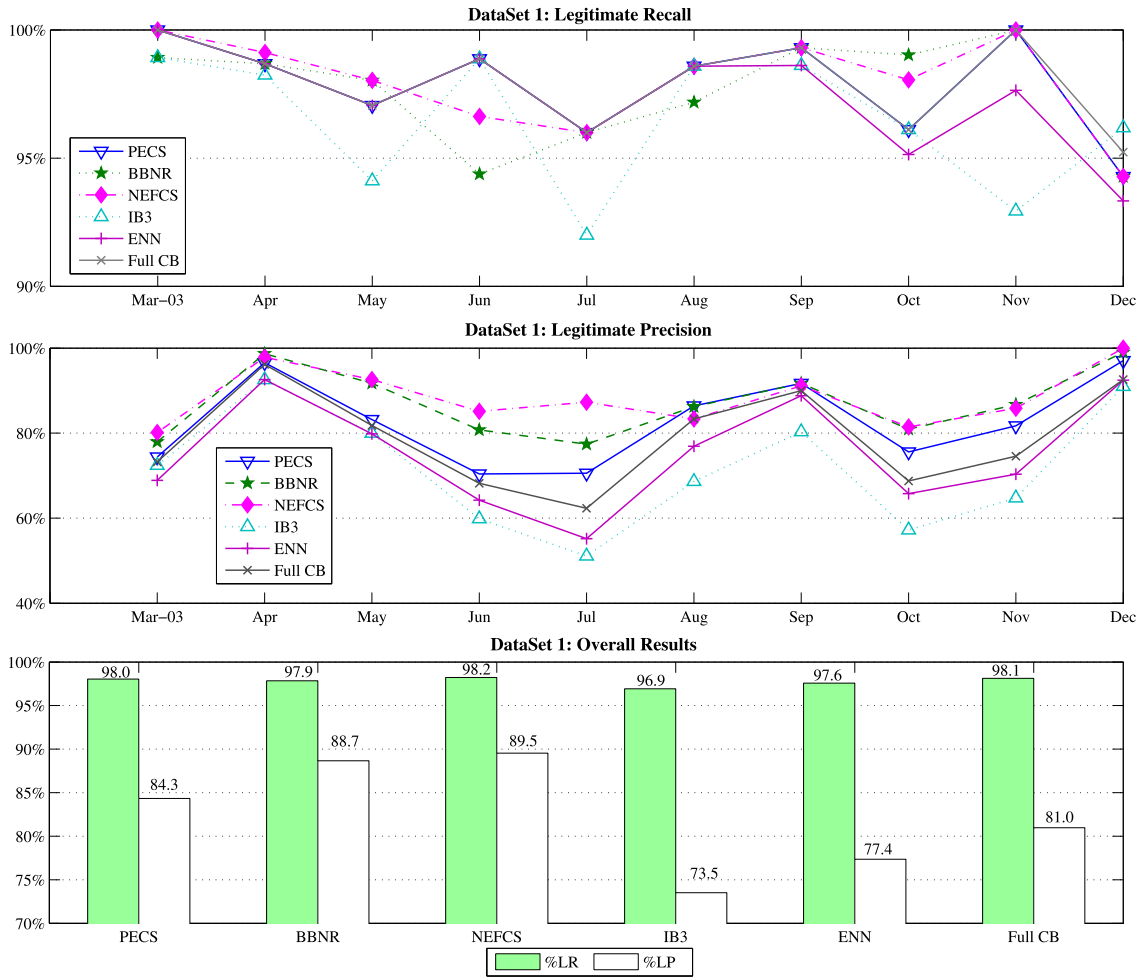 DataSet 1: Legitimate Recall
100%
95%
90%
PECS
BBNR
NEFCS
IB3
ENN
Full CB
Mar−03 Apr May Jun Jul Aug Sep Oct Nov Dec
DataSet 1: Legitimate Precision
100%
80%
60%
40%
PECS
BBNR
NEFCS
IB3
ENN
Full CB
Mar−03 Apr May Jun Jul Aug Sep Oct Nov Dec
DataSet 1: Overall Results
100%
95%
90%
85%
80%
75%
70%
98.0 97.9 98.2 96.9 97.6 98.1
84.3 88.7 89.5 73.5 77.4 81.0
PECS BBNR NEFCS IB3 ENN Full CB
%LR %LP